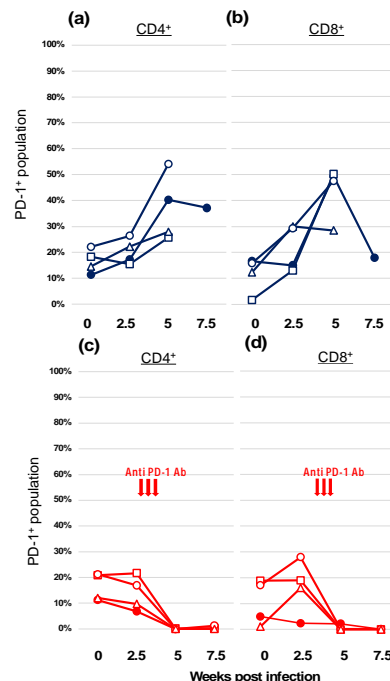 (a) (b)
CD4⁺ CD8⁺
100%
90%
80%
70%
60%
50%
40%
30%
20%
10%
0%
PD-1⁺ population
0 2.5 5 7.5 0 2.5 5 7.5
(c) (d)
CD4⁺ CD8⁺
100%
90%
80%
70%
60%
50%
40%
30%
20%
10%
0%
PD-1⁺ population
Anti PD-1 Ab Anti PD-1 Ab
0 2.5 5 7.5 0 2.5 5 7.5
Weeks post infection